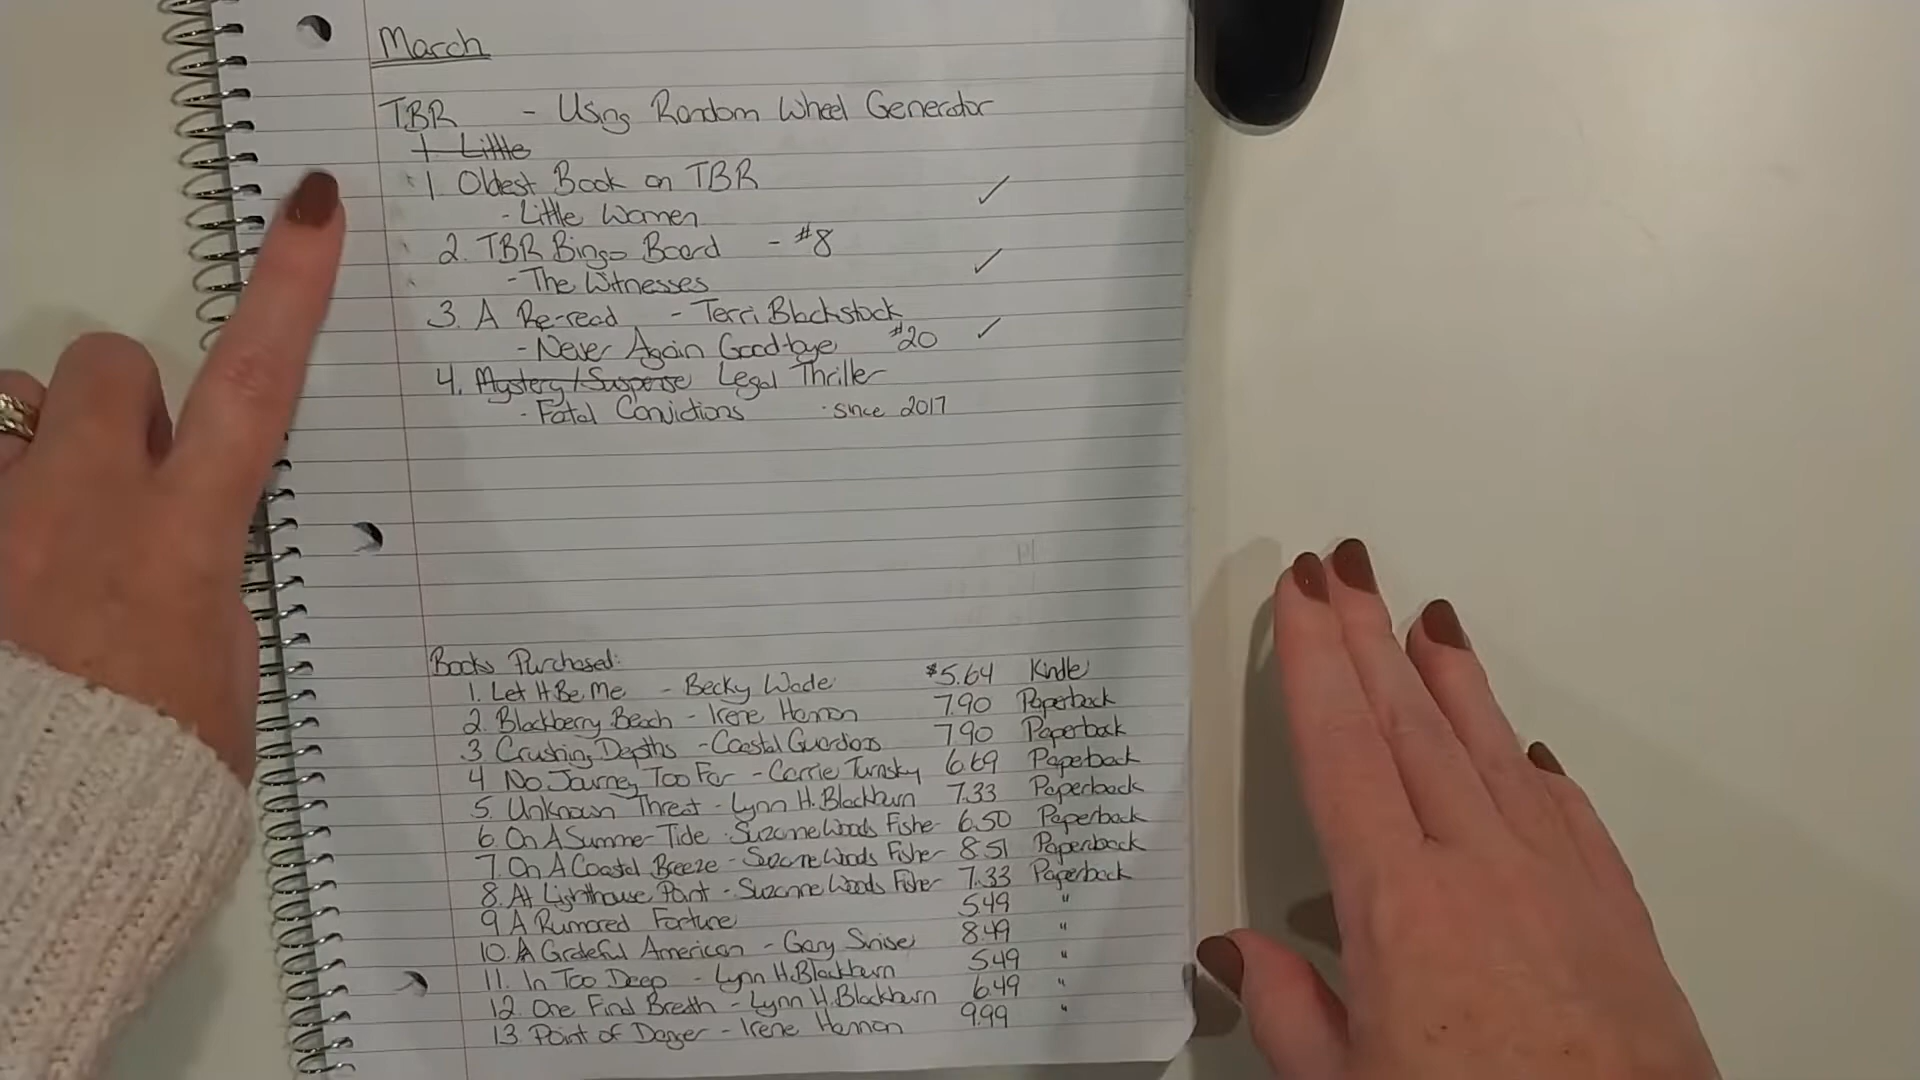 March
TBR - Using Random Wheel Generator
1 Little
1. Oldest Book on TBR
- Little Women
2. TBR Bingo Board - #8
- The Witnesses
3. A Re-read - Terri Blackstock
- Never Again Good-bye #20
4. Mystery/Suspense Legal Thriller
- Fatal Convictions - since 2017
Books Purchased:
1. Let It Be Me - Becky Wade $5.64 Kindle
2. Blackberry Beach - Irene Hannon 7.90 Paperback
3 Crushing Depths - Coastal Guardians 7.90 Paperback
4 No Journey Too Far - Carrie Turnsky 6.69 Paperback
5. Unknown Threat - Lynn H. Blackburn 7.33 Paperback
6. On A Summer Tide - Suzanne Woods Fisher 6.50 Paperback
7. On A Coastal Breeze - Suzanne Woods Fisher 8.51 Paperback
8. At Lighthouse Point - Suzanne Woods Fisher 7.33 Paperback
9 A Rumored Fortune 5.49 "
10. A Grateful American - Gary Sinise 8.49 "
11. In Too Deep - Lynn H. Blackburn 5.49 "
12. One Final Breath - Lynn H. Blackburn 6.49 "
13. Point of Danger - Irene Hannon 9.99 "